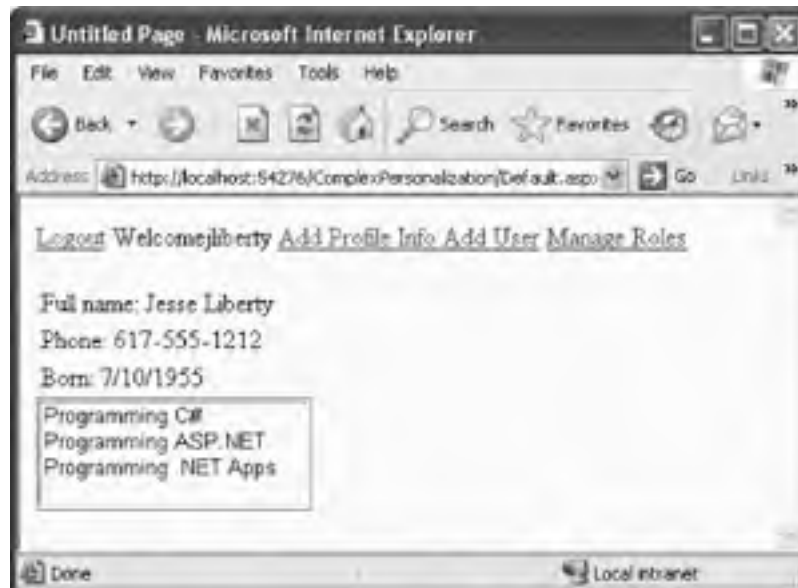 Untitled Page - Microsoft Internet Explorer
File Edit View Favorites Tools Help
Back Search Favorites »
Address http://localhost:54276/ComplexPersonalization/Default.aspx Go Links »
Logout Welcomejliberty Add Profile Info Add User Manage Roles
Full name: Jesse Liberty
Phone: 617-555-1212
Born: 7/10/1955
Programming C#
Programming ASP.NET
Programming .NET Apps
Done Local intranet